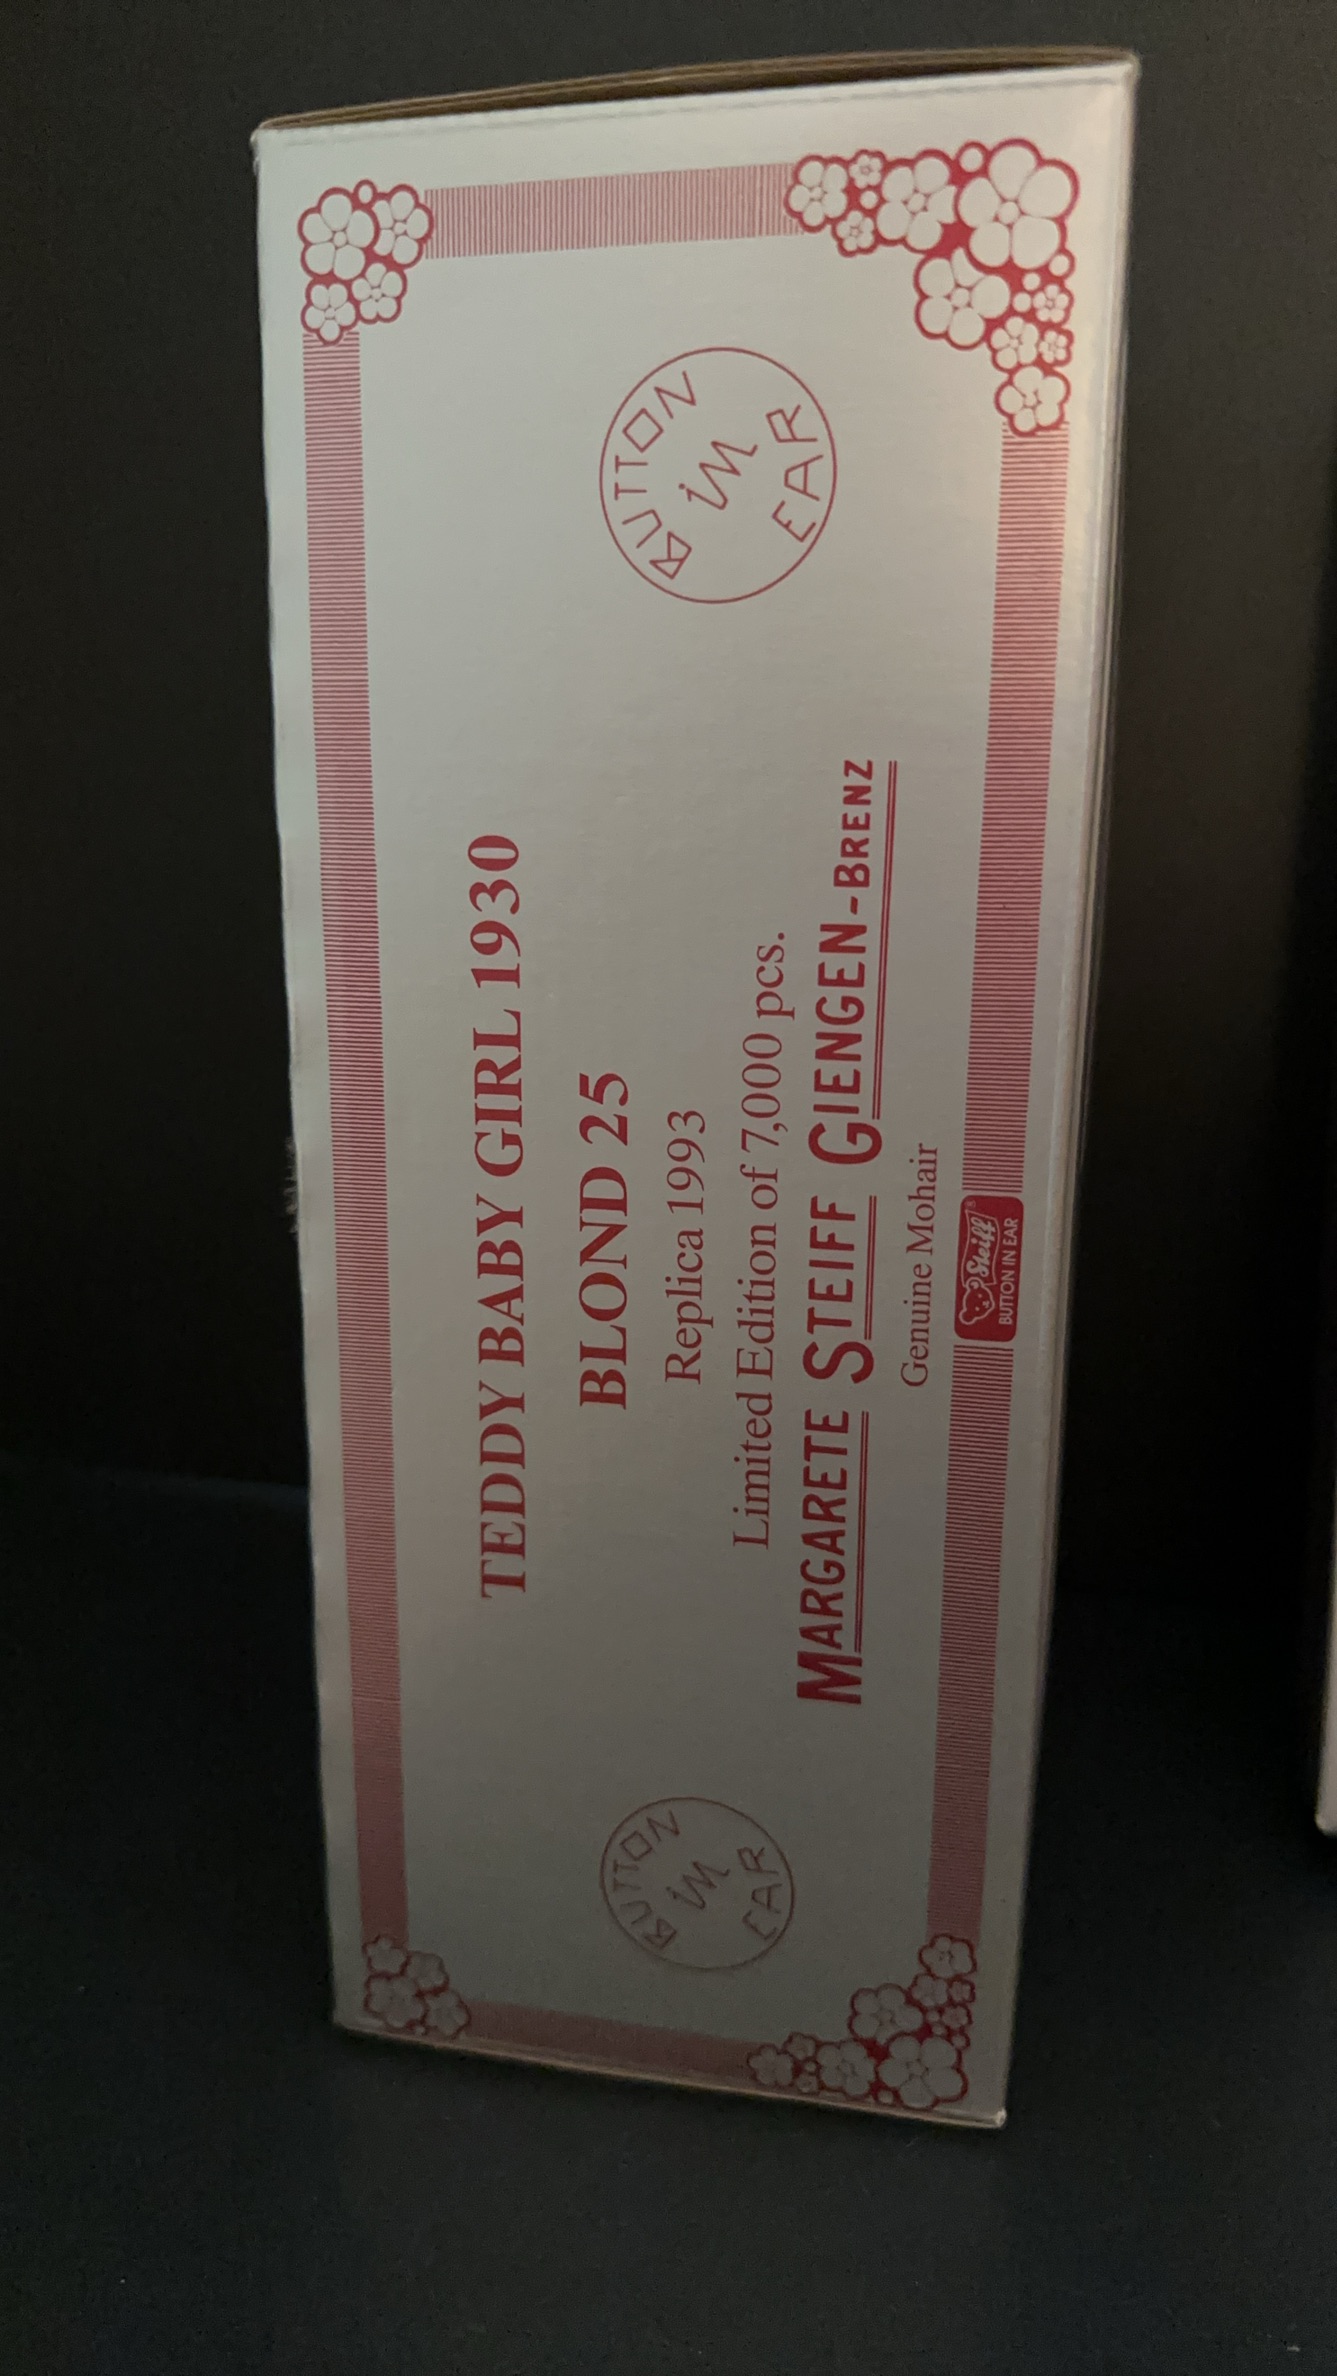 TEDDY BABY GIRL 1930
BLOND 25
Replica 1993
Limited Edition of 7,000 pcs.
MARGARETE STEIFF GIENGEN-BRENZ
Genuine Mohair
Steiff®
BUTTON IN EAR
BUTTON
in
EAR
BUTTON
in
EAR